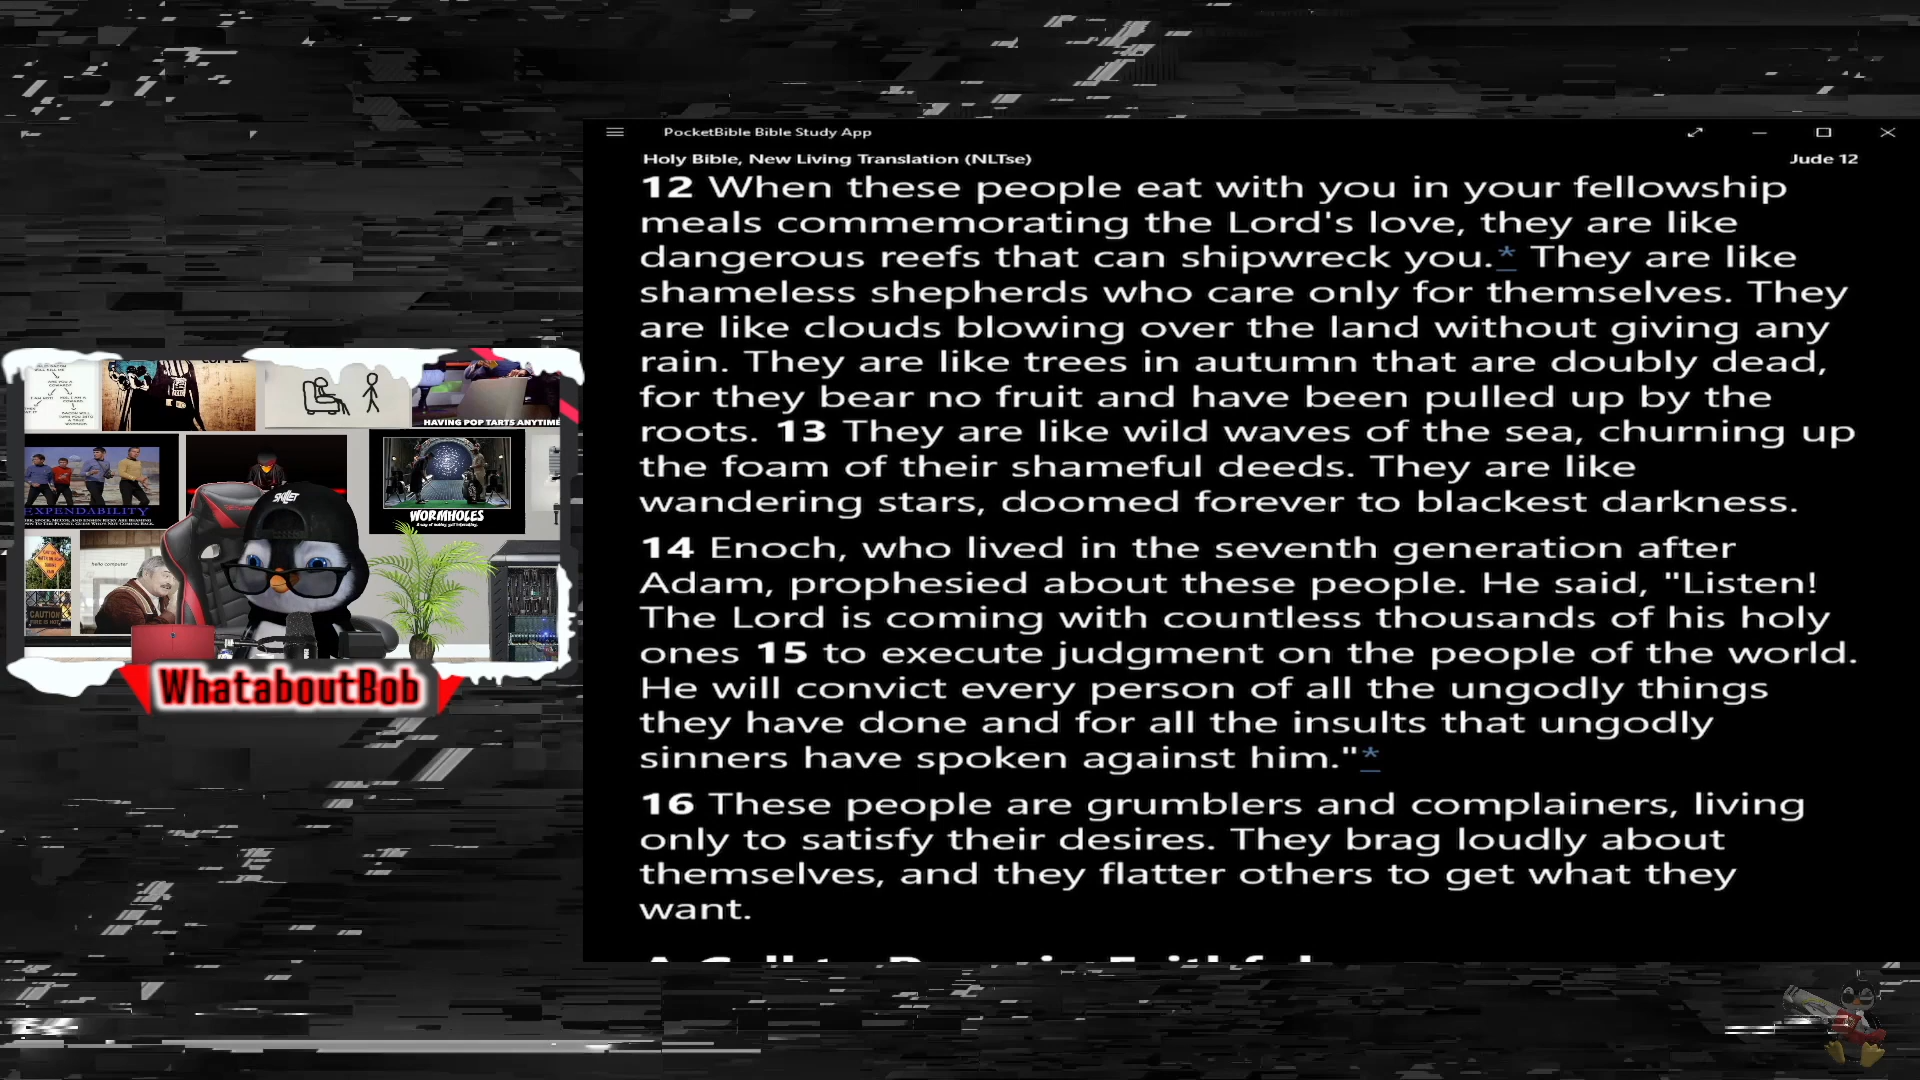 PocketBible Bible Study App
Holy Bible, New Living Translation (NLTse)
Jude 12
12 When these people eat with you in your fellowship
meals commemorating the Lord's love, they are like
dangerous reefs that can shipwreck you.* They are like
shameless shepherds who care only for themselves. They
are like clouds blowing over the land without giving any
rain. They are like trees in autumn that are doubly dead,
for they bear no fruit and have been pulled up by the
roots. 13 They are like wild waves of the sea, churning up
the foam of their shameful deeds. They are like
wandering stars, doomed forever to blackest darkness.
14 Enoch, who lived in the seventh generation after
Adam, prophesied about these people. He said, "Listen!
The Lord is coming with countless thousands of his holy
ones 15 to execute judgment on the people of the world.
He will convict every person of all the ungodly things
they have done and for all the insults that ungodly
sinners have spoken against him."*
16 These people are grumblers and complainers, living
only to satisfy their desires. They brag loudly about
themselves, and they flatter others to get what they
want.
HAVING POP TARTS ANYTIME
EXPENDABILITY
WORMHOLES
SKILLET
hello computer
CAUTION
WhataboutBob